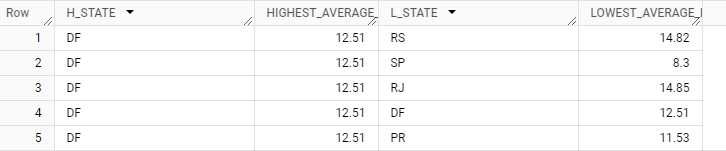 Row H_STATE HIGHEST_AVERAGE_ L_STATE LOWEST_AVERAGE_
1 DF 12.51 RS 14.82
2 DF 12.51 SP 8.3
3 DF 12.51 RJ 14.85
4 DF 12.51 DF 12.51
5 DF 12.51 PR 11.53